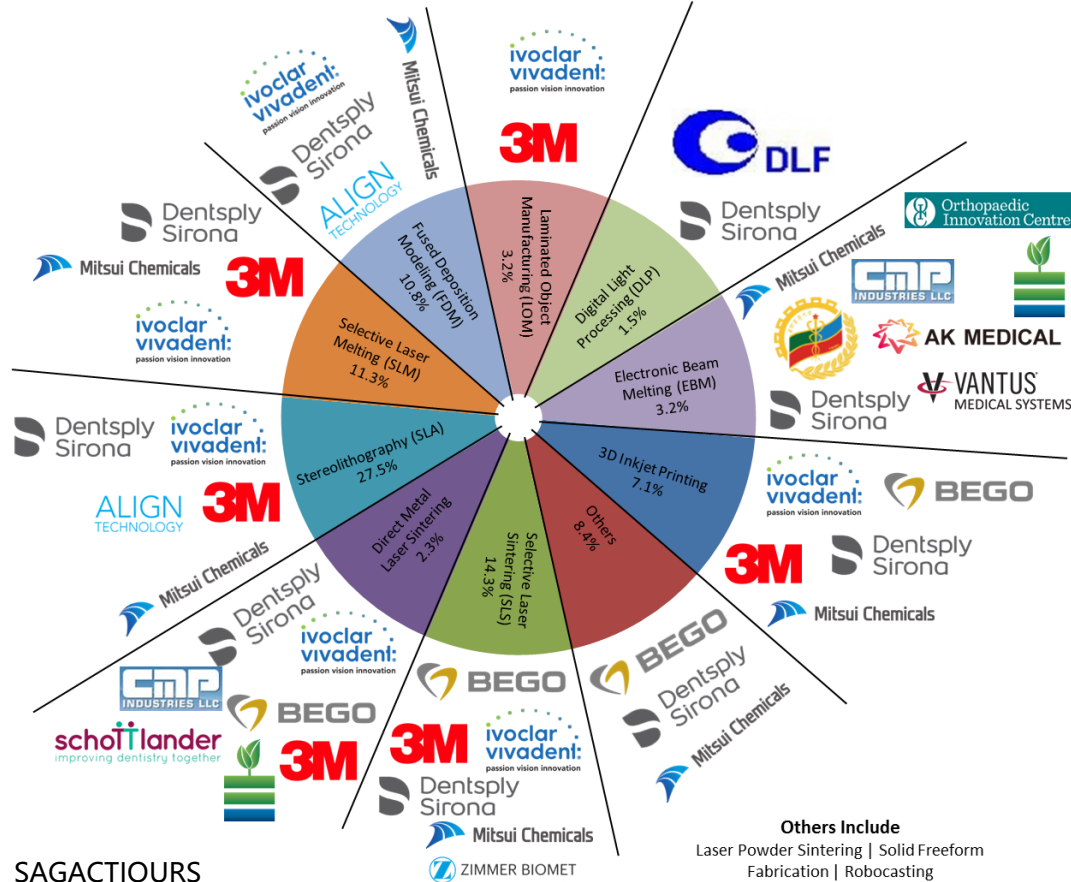 ivoclar
vivadent:
passion vision innovation
3M
Laminated Object
Manufacturing (LOM)
3.2%
DLF
Dentsply
Sirona
Digital Light
Processing (DLP)
1.5%
Orthopaedic
Innovation Centre
Mitsui Chemicals
CMP
INDUSTRIES LLC
AK MEDICAL
VANTUS
MEDICAL SYSTEMS
Dentsply
Sirona
Electronic Beam
Melting (EBM)
3.2%
3D Inkjet Printing
7.1%
ivoclar
vivadent:
passion vision innovation
BEGO
3M
Dentsply
Sirona
Mitsui Chemicals
Others
8.4%
BEGO
Dentsply
Sirona
Mitsui Chemicals
Selective Laser
Sintering (SLS)
14.3%
BEGO
3M
ivoclar
vivadent:
passion vision innovation
Dentsply
Sirona
Mitsui Chemicals
ZIMMER BIOMET
Direct Metal
Laser Sintering
2.3%
Dentsply
Sirona
ivoclar
vivadent:
passion vision innovation
CMP
INDUSTRIES LLC
BEGO
schottlander
improving dentistry together
3M
Stereolithography (SLA)
27.5%
Dentsply
Sirona
ivoclar
vivadent:
passion vision innovation
ALIGN
TECHNOLOGY
3M
Mitsui Chemicals
Selective Laser
Melting (SLM)
11.3%
Dentsply
Sirona
Mitsui Chemicals
3M
ivoclar
vivadent:
passion vision innovation
Fused Deposition
Modeling (FDM)
10.8%
ivoclar
vivadent:
passion vision innovation
Dentsply
Sirona
ALIGN
TECHNOLOGY
Mitsui Chemicals
Others Include
Laser Powder Sintering | Solid Freeform
Fabrication | Robocasting
SAGACTIOURS